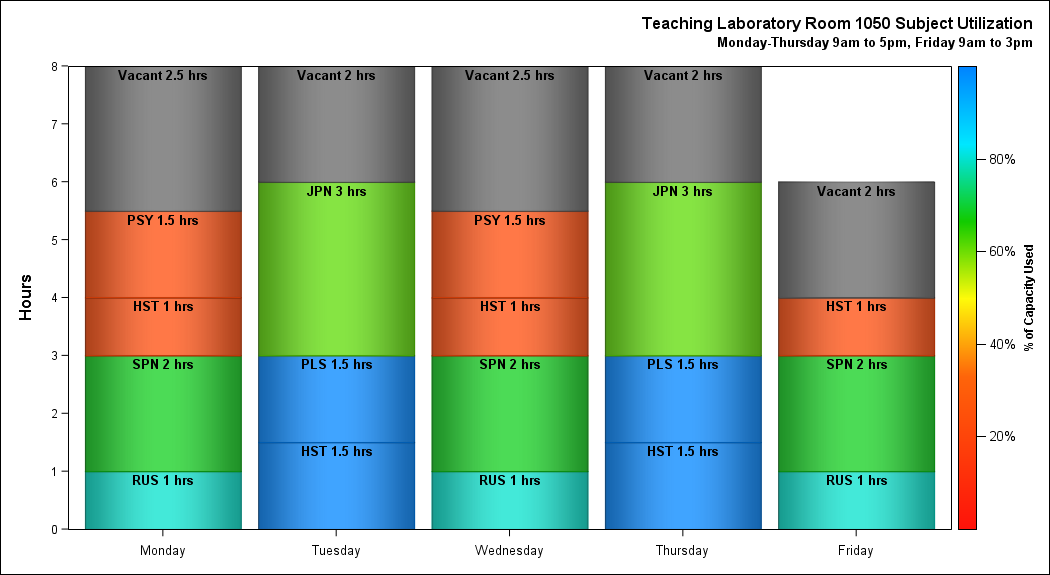 Teaching Laboratory Room 1050 Subject Utilization
Monday-Thursday 9am to 5pm, Friday 9am to 3pm
Hours
8
7
6
5
4
3
2
1
0
Vacant 2.5 hrs
PSY 1.5 hrs
HST 1 hrs
SPN 2 hrs
RUS 1 hrs
Monday
Vacant 2 hrs
JPN 3 hrs
PLS 1.5 hrs
HST 1.5 hrs
Tuesday
Vacant 2.5 hrs
PSY 1.5 hrs
HST 1 hrs
SPN 2 hrs
RUS 1 hrs
Wednesday
Vacant 2 hrs
JPN 3 hrs
PLS 1.5 hrs
HST 1.5 hrs
Thursday
Vacant 2 hrs
HST 1 hrs
SPN 2 hrs
RUS 1 hrs
Friday
80%
60%
40%
20%
% of Capacity Used